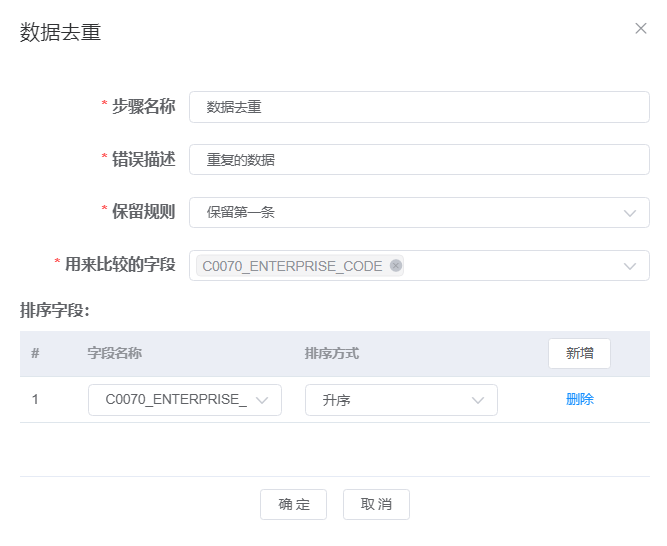 数据去重
* 步骤名称 数据去重
* 错误描述 重复的数据
* 保留规则 保留第一条
* 用来比较的字段 C0070_ENTERPRISE_CODE
排序字段：
# 字段名称 排序方式 新增
1 C0070_ENTERPRISE_ 升序 删除
确 定 取 消